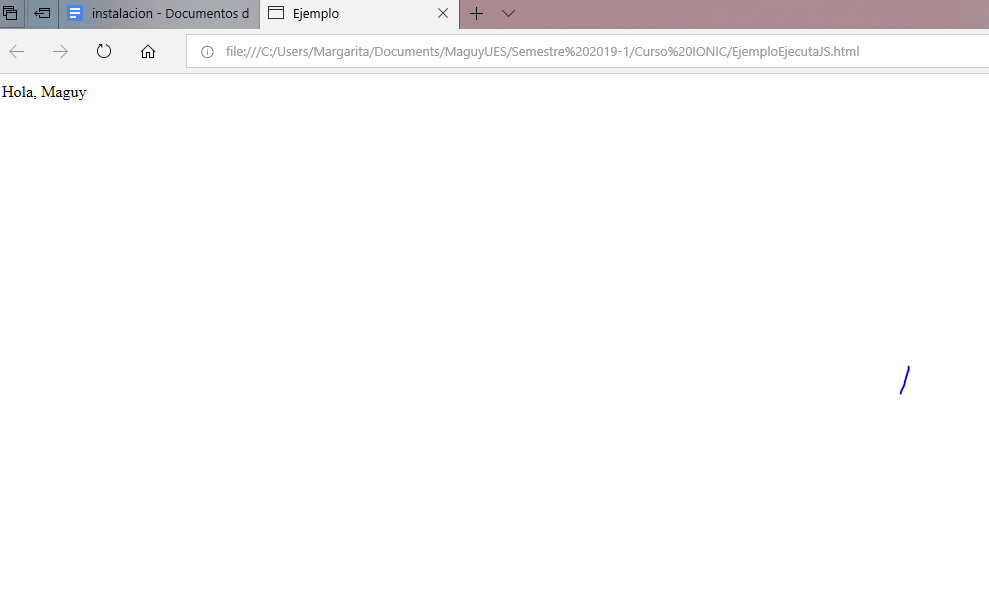 instalacion - Documentos d
Ejemplo
file:///C:/Users/Margarita/Documents/MaguyUES/Semestre%202019-1/Curso%20IONIC/EjemploEjecutaJS.html
Hola, Maguy